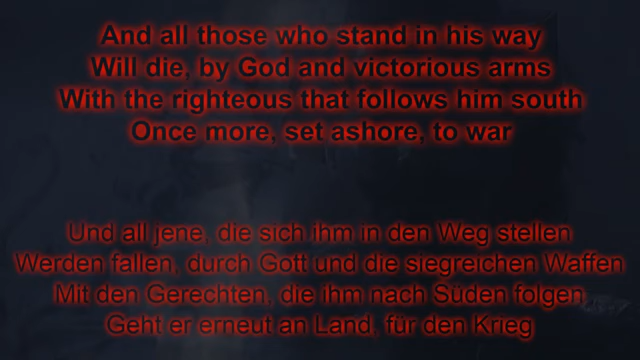 And all those who stand in his way
Will die, by God and victorious arms
With the righteous that follows him south
Once more, set ashore, to war
Und all jene, die sich ihm in den Weg stellen
Werden fallen, durch Gott und die siegreichen Waffen
Mit den Gerechten, die ihm nach Süden folgen
Geht er erneut an Land, für den Krieg